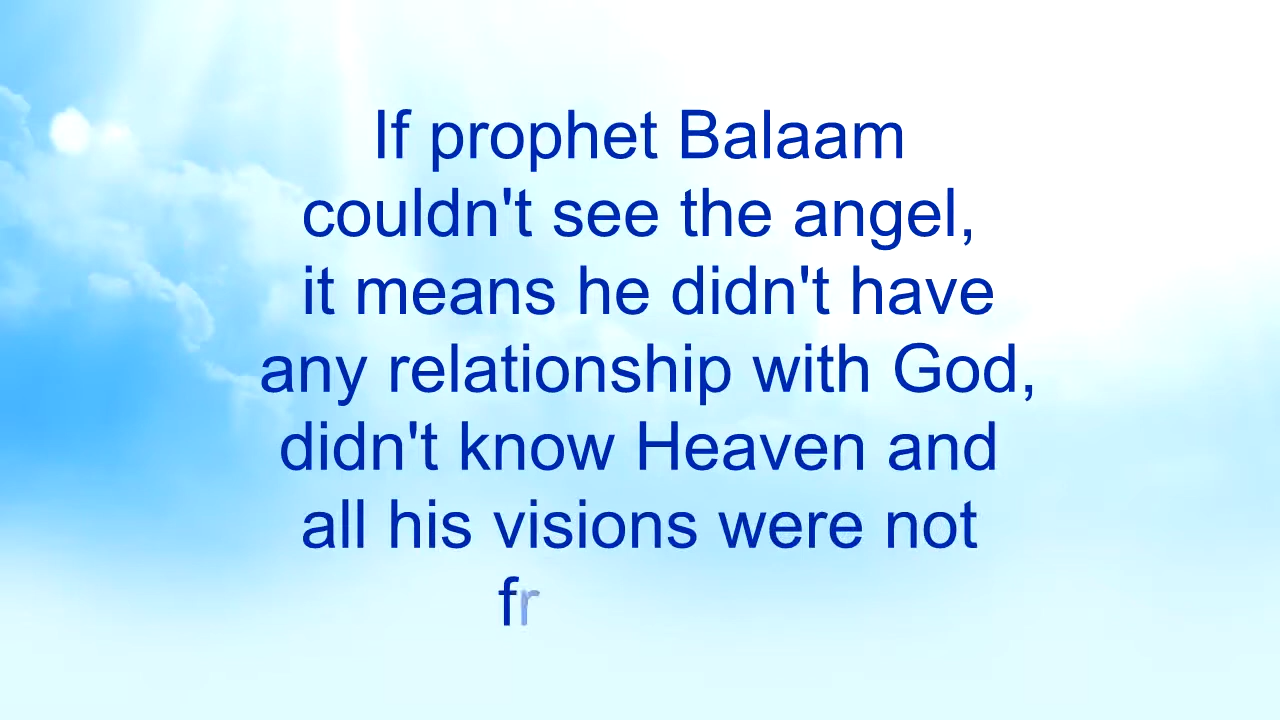 If prophet Balaam
couldn't see the angel,
it means he didn't have
any relationship with God,
didn't know Heaven and
all his visions were not
fr